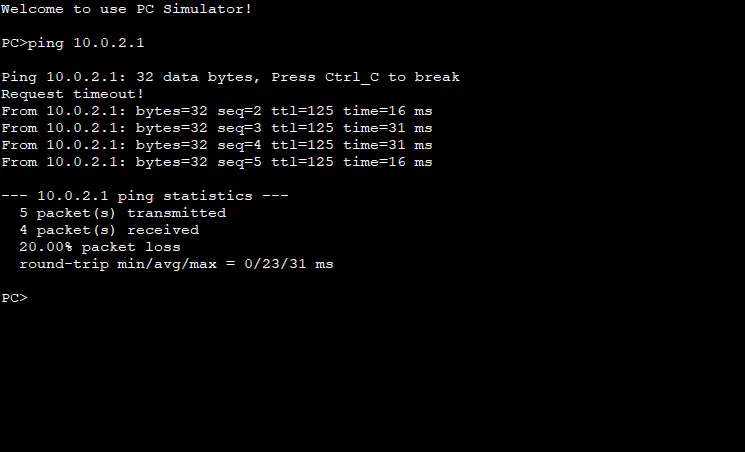 Welcome to use PC Simulator!
PC>ping 10.0.2.1
Ping 10.0.2.1: 32 data bytes, Press Ctrl_C to break
Request timeout!
From 10.0.2.1: bytes=32 seq=2 ttl=125 time=16 ms
From 10.0.2.1: bytes=32 seq=3 ttl=125 time=31 ms
From 10.0.2.1: bytes=32 seq=4 ttl=125 time=31 ms
From 10.0.2.1: bytes=32 seq=5 ttl=125 time=16 ms
--- 10.0.2.1 ping statistics ---
5 packet(s) transmitted
4 packet(s) received
20.00% packet loss
round-trip min/avg/max = 0/23/31 ms
PC>